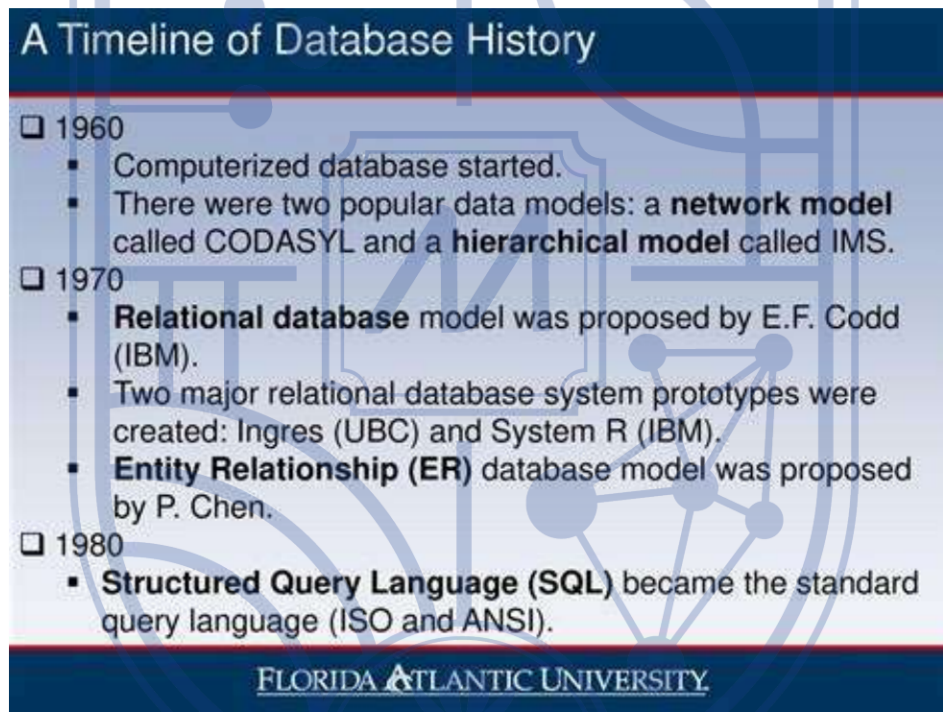 A Timeline of Database History
❑ 1960
▪ Computerized database started.
▪ There were two popular data models: a network model
called CODASYL and a hierarchical model called IMS.
❑ 1970
▪ Relational database model was proposed by E.F. Codd
(IBM).
▪ Two major relational database system prototypes were
created: Ingres (UBC) and System R (IBM).
▪ Entity Relationship (ER) database model was proposed
by P. Chen.
❑ 1980
▪ Structured Query Language (SQL) became the standard
query language (ISO and ANSI).
FLORIDA ATLANTIC UNIVERSITY